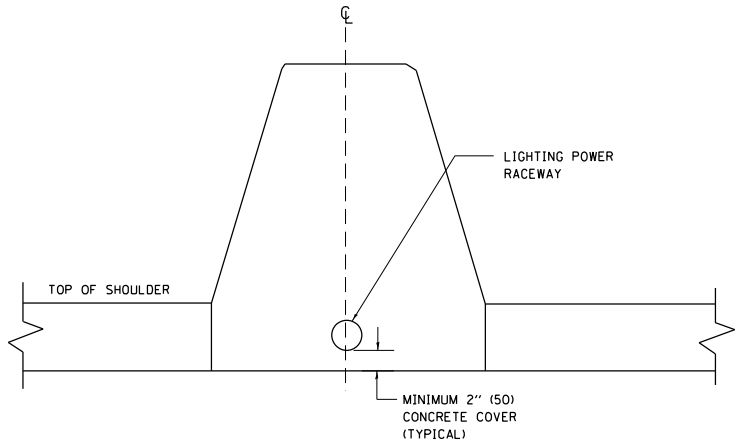 ℄
LIGHTING POWER
RACEWAY
TOP OF SHOULDER
MINIMUM 2" (50)
CONCRETE COVER
(TYPICAL)